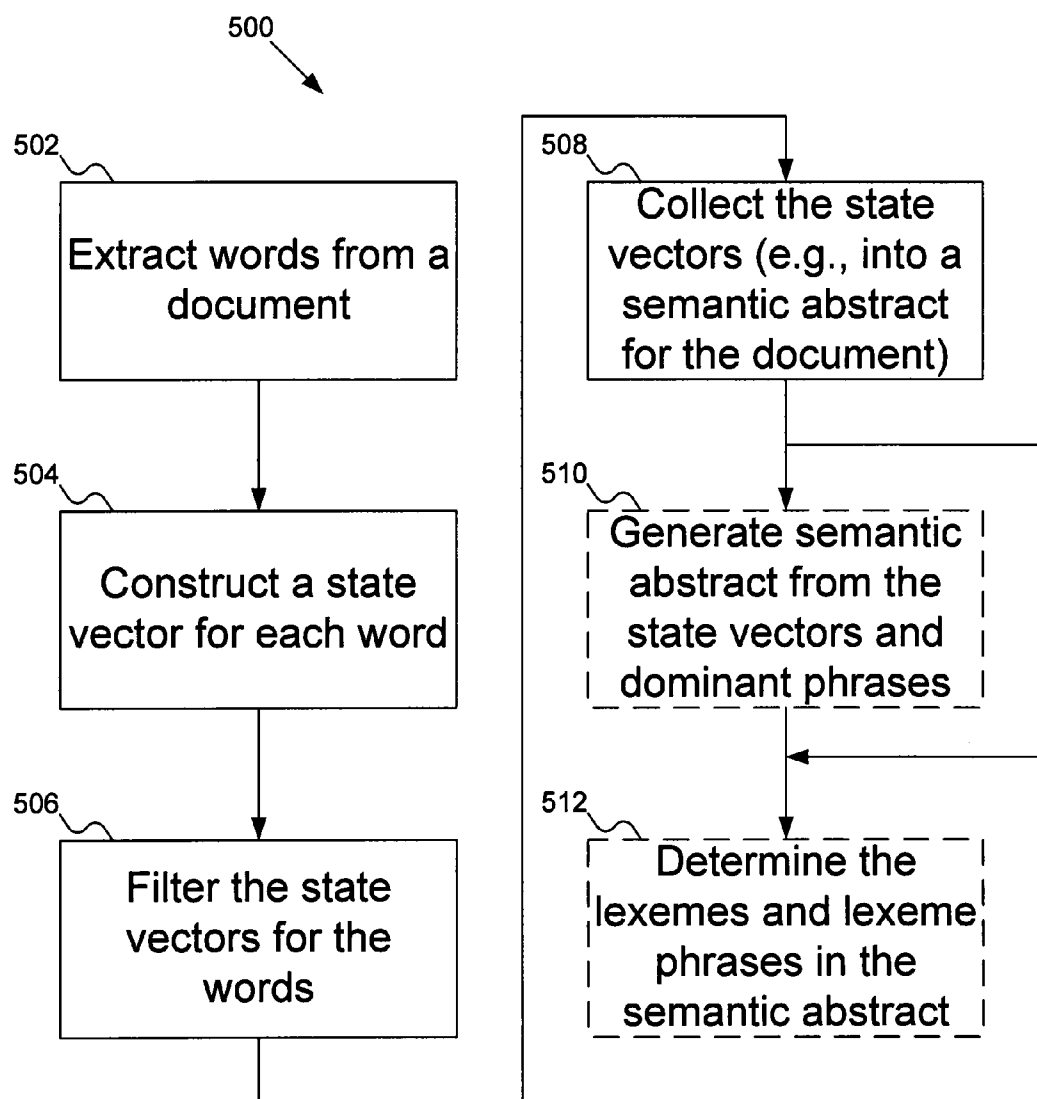 500
502
Extract words from a
document
504
Construct a state
vector for each word
506
Filter the state
vectors for the
words
508
Collect the state
vectors (e.g., into a
semantic abstract
for the document)
510
Generate semantic
abstract from the
state vectors and
dominant phrases
512
Determine the
lexemes and lexeme
phrases in the
semantic abstract